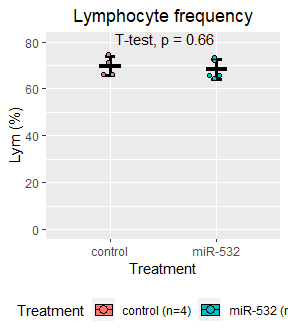 Lymphocyte frequency
T-test, p = 0.66
Lym (%)
80
60
40
20
0
control
miR-532
Treatment
Treatment control (n=4) miR-532 (n